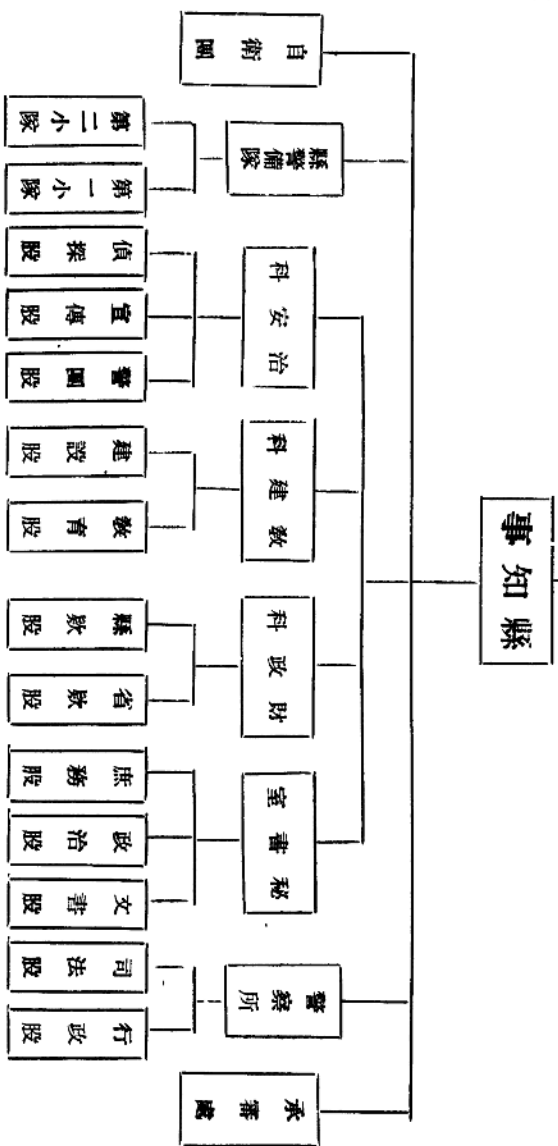 縣知事
承審處
警察所
秘書室
財政科
教建科
治安科
縣警備隊
自衛團
行政股
司法股
文書股
政治股
庶務股
省欵股
縣欵股
教育股
建設股
警團股
宣傳股
偵探股
第一小隊
第二小隊